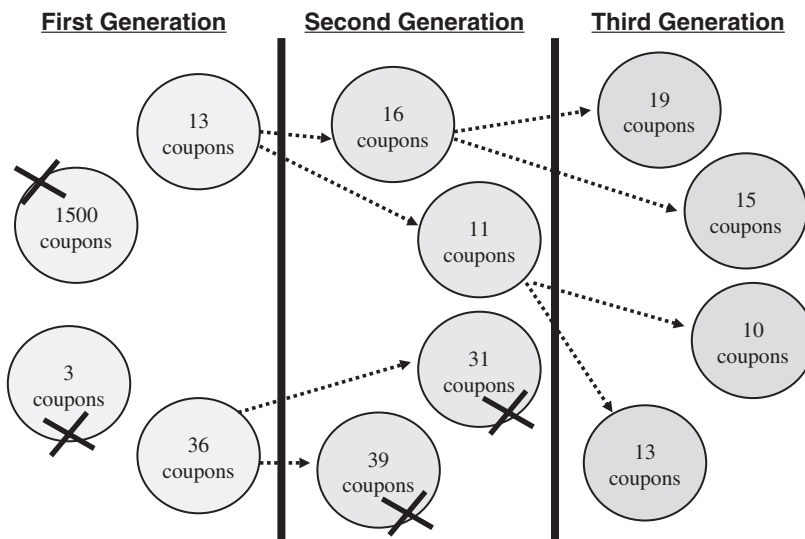 First Generation
Second Generation
Third Generation
13
coupons
1500
coupons
3
coupons
36
coupons
16
coupons
11
coupons
31
coupons
39
coupons
19
coupons
15
coupons
10
coupons
13
coupons